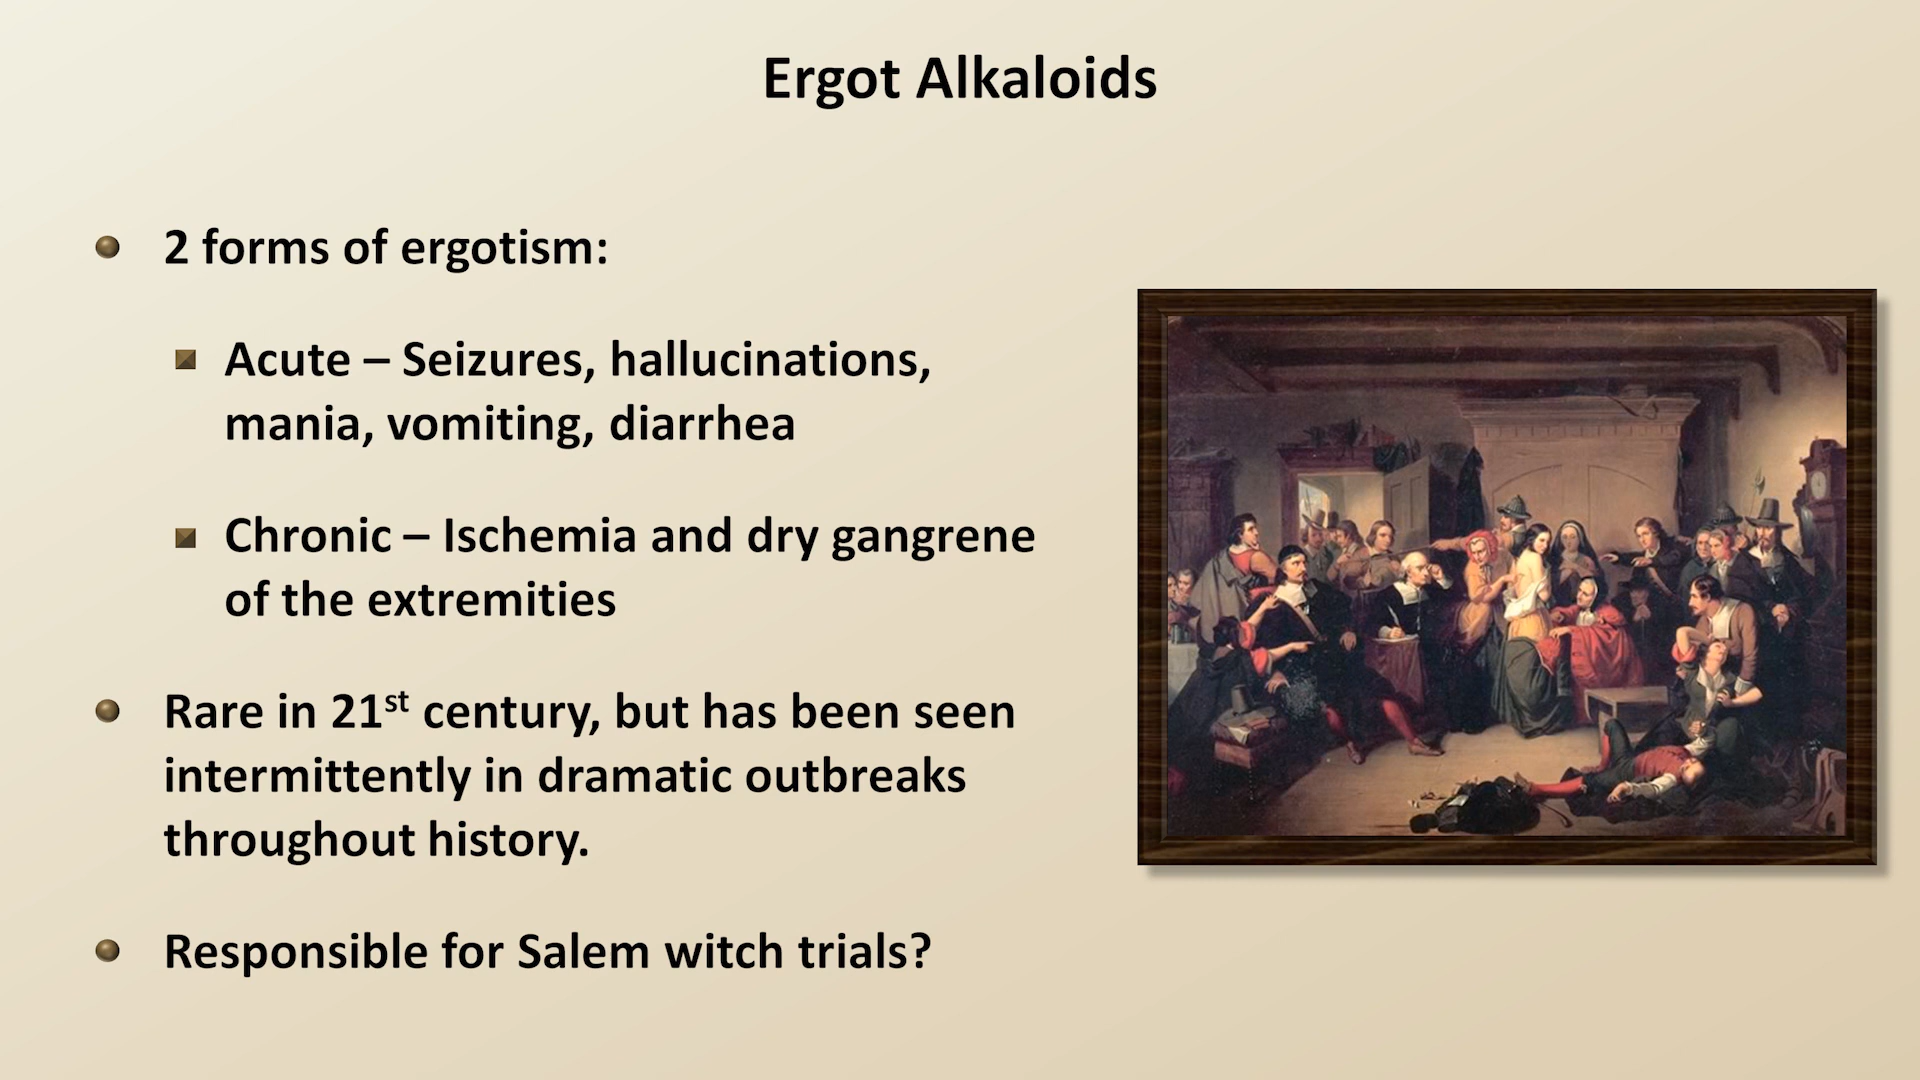 Ergot Alkaloids
2 forms of ergotism:
Acute – Seizures, hallucinations,
mania, vomiting, diarrhea
Chronic – Ischemia and dry gangrene
of the extremities
Rare in 21st century, but has been seen
intermittently in dramatic outbreaks
throughout history.
Responsible for Salem witch trials?